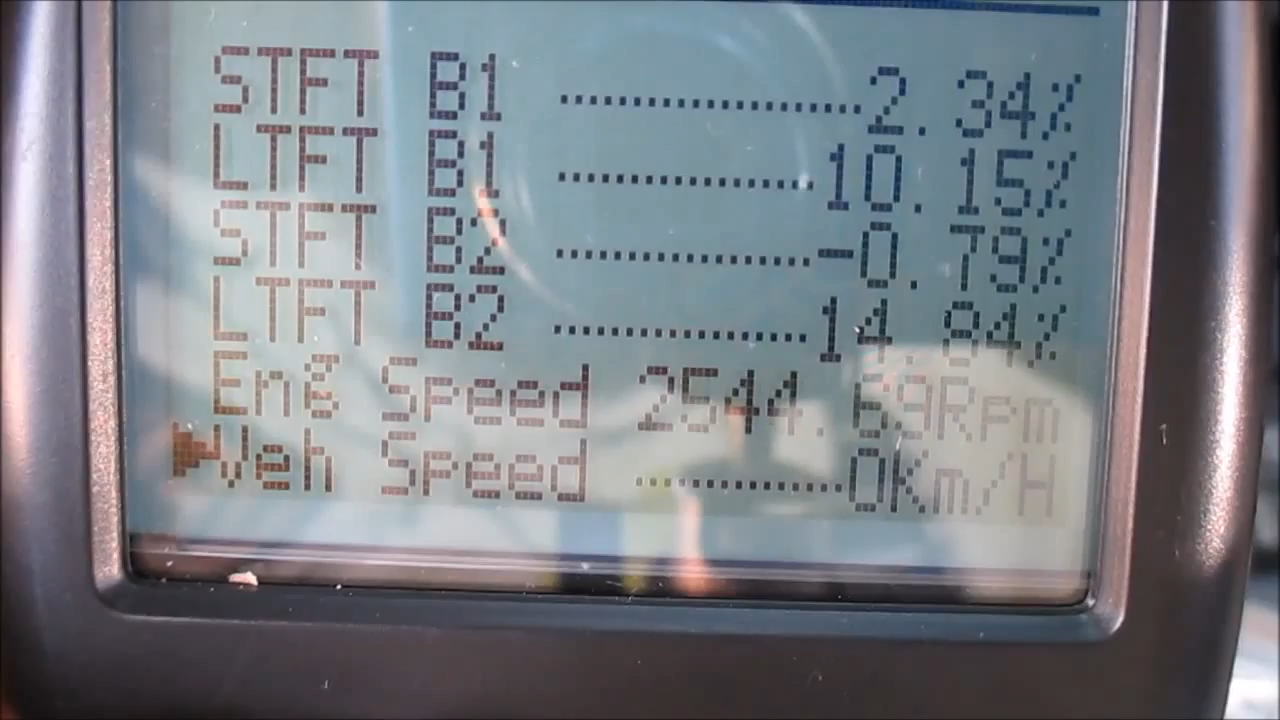 STFT B1 .....................2.34%
LTFT B1 ..................10.15%
STFT B2 ..................-0.79%
LTFT B2 ..................14.84%
Eng Speed 2544.69Rpm
Veh Speed ...............0Km/H